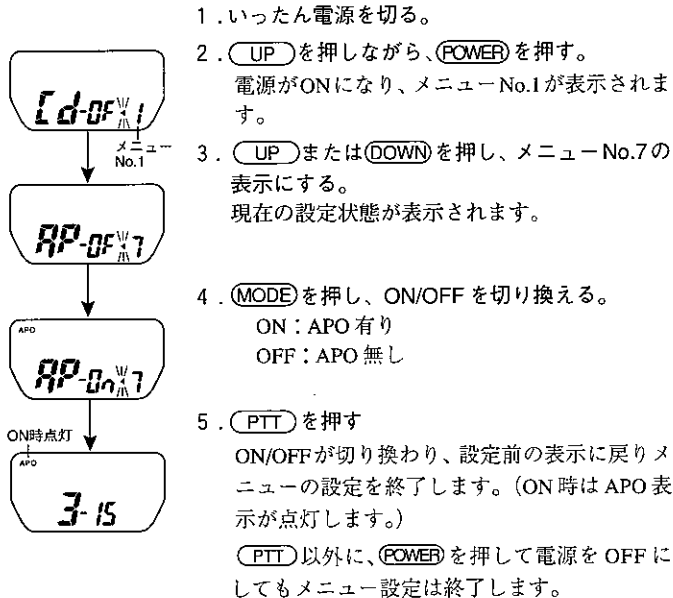 1．いったん電源を切る。
2．UPを押しながら、POWERを押す。
電源がONになり、メニューNo.1が表示されま
す。
3．UPまたはDOWNを押し、メニューNo.7の
表示にする。
現在の設定状態が表示されます。
4．MODEを押し、ON/OFFを切り換える。
ON：APO有り
OFF：APO無し
5．PTTを押す
ON/OFFが切り換わり、設定前の表示に戻りメ
ニューの設定を終了します。（ON時はAPO表
示が点灯します。）
PTT以外に、POWERを押して電源をOFFに
してもメニュー設定は終了します。
Cd-OF 1
メニュー
No.1
AP-OF 7
APO
AP-On 7
ON時点灯
APO
3-15